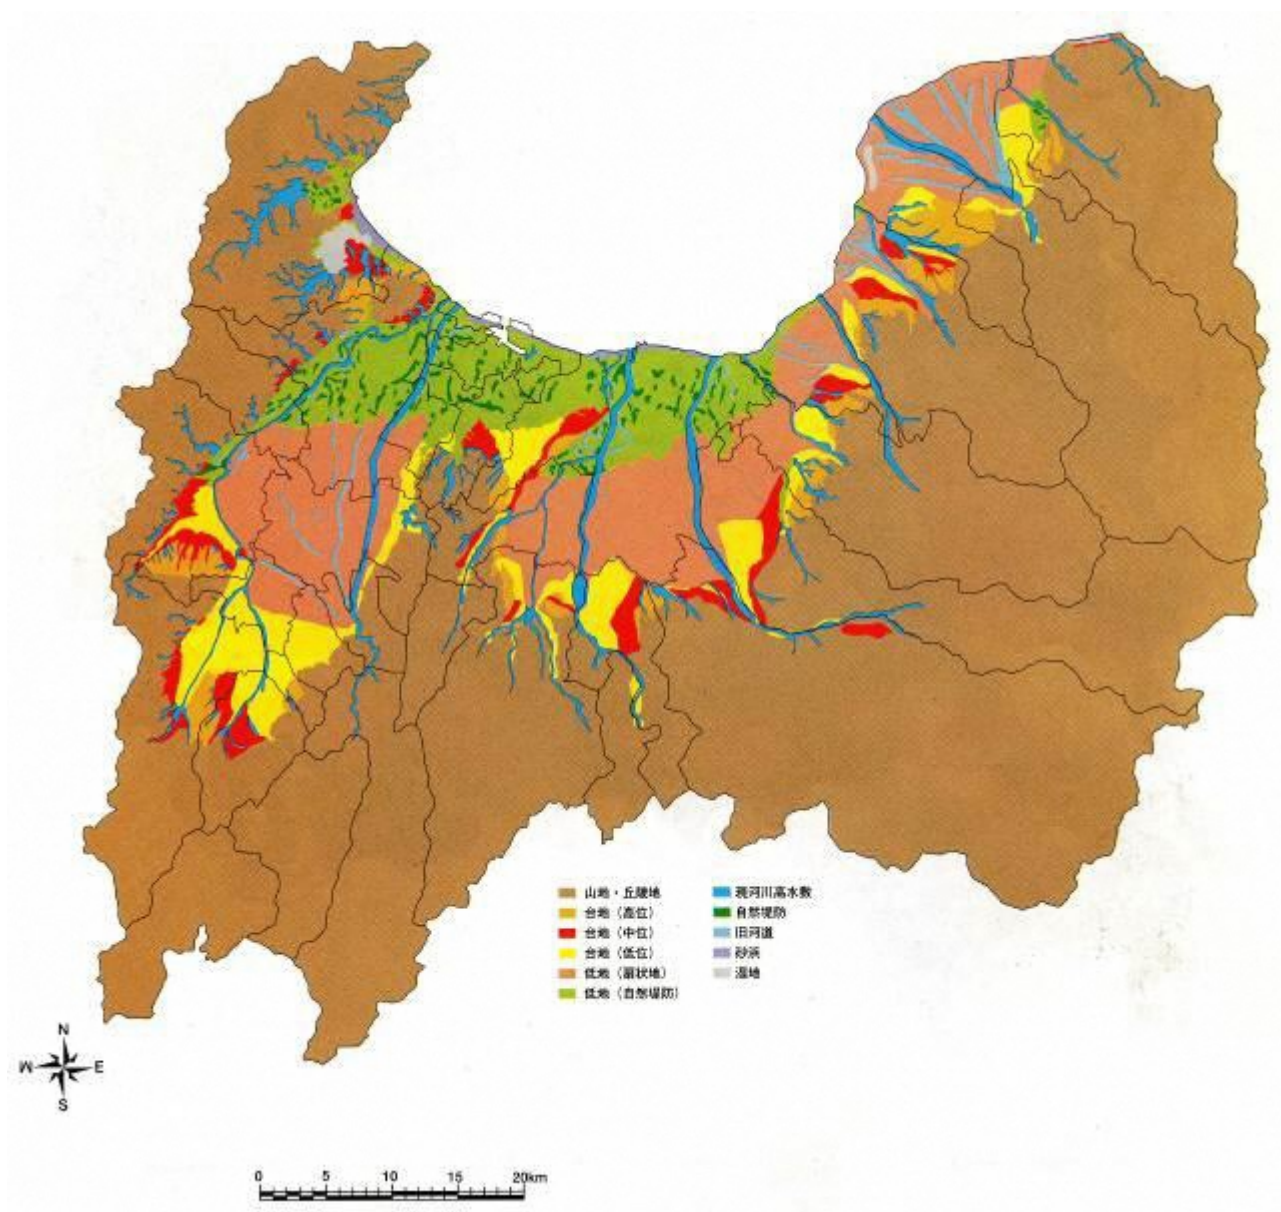 山地・丘陵地
台地（高位）
台地（中位）
台地（低位）
低地（扇状地）
低地（自然堤防）
現河川高水敷
自然堤防
旧河道
砂浜
湿地
N
W E
S
0 5 10 15 20km